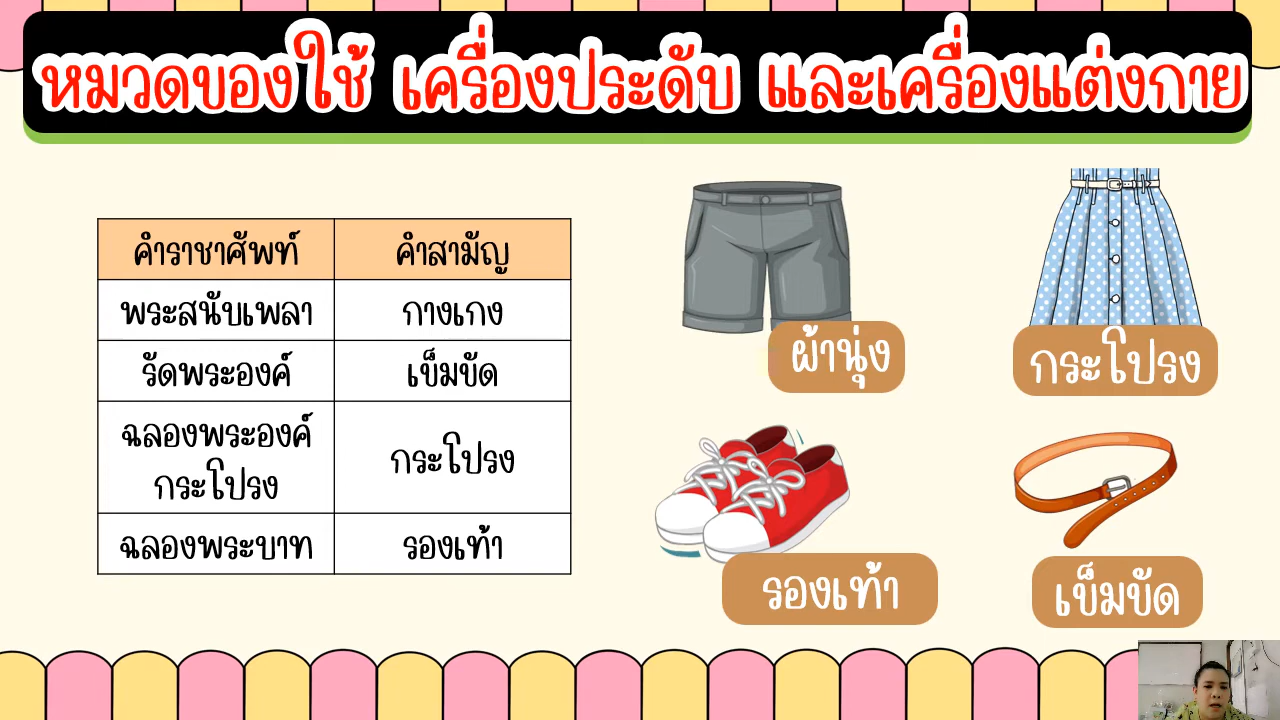 หมวดของใช้ เครื่องประดับ และเครื่องแต่งกาย
คำราชาศัพท์ คำสามัญ
พระสนับเพลา กางเกง
รัดพระองค์ เข็มขัด
ฉลองพระองค์
กระโปรง กระโปรง
ฉลองพระบาท รองเท้า
ผ้านุ่ง
กระโปรง
รองเท้า
เข็มขัด